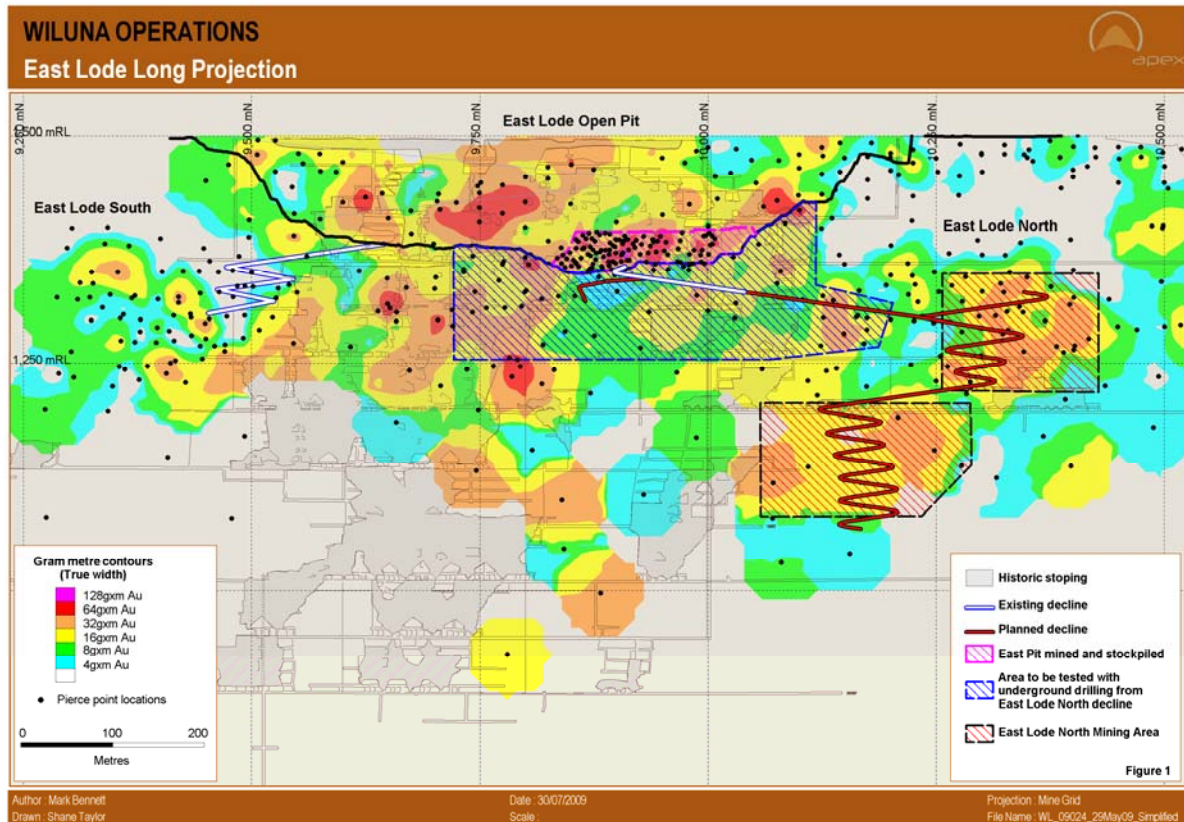 WILUNA OPERATIONS
East Lode Long Projection
apex
East Lode Open Pit
9,250 mN
9,500 mN
9,750 mN
10,000 mN
10,250 mN
10,500 mN
1,500 mRL
East Lode South
East Lode North
1,250 mRL
Gram metre contours
(True width)
128gxm Au
64gxm Au
32gxm Au
16gxm Au
8gxm Au
4gxm Au
Pierce point locations
0 100 200
Metres
Historic stoping
Existing decline
Planned decline
East Pit mined and stockpiled
Area to be tested with
underground drilling from
East Lode North decline
East Lode North Mining Area
Figure 1
Author : Mark Bennett
Drawn : Shane Taylor
Date : 30/07/2009
Scale :
Projection : Mine Grid
File Name : WL_09024_29May09_Simplified